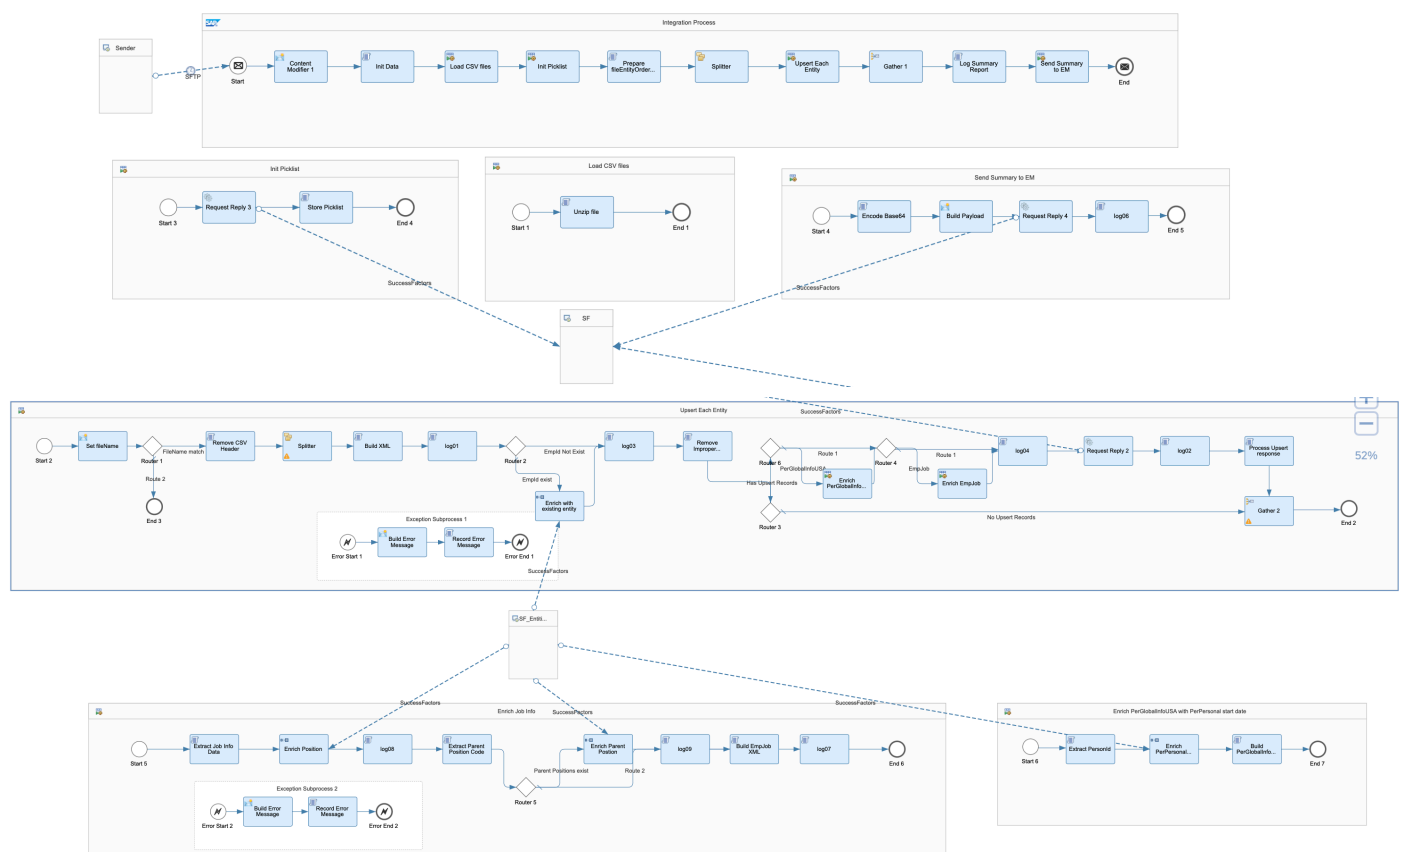 SAP
Integration Process
Sender
SFTP
Start
Content
Modifier 1
Init Data
Load CSV files
Init Picklist
Prepare
fileEntityOrder...
Splitter
Upsert Each
Entity
Gather 1
Log Summary
Report
Send Summary
to EM
End
Init Picklist
Start 3
Request Reply 3
Store Picklist
End 4
SuccessFactors
Load CSV files
Start 1
Unzip file
End 1
Send Summary to EM
Start 4
Encode Base64
Build Payload
Request Reply 4
log06
End 5
SuccessFactors
SF
Upsert Each Entity
SuccessFactors
52%
Start 2
Set fileName
Router 1
FileName match
Route 2
End 3
Remove CSV
Header
Splitter
Build XML
log01
Router 2
EmpId Not Exist
EmpId exist
Enrich with
existing entity
log03
Remove
Improper...
Router 6
Route 1
PerGlobalInfoUSA
Has Upsert Records
Enrich
PerGlobalInfo...
Router 4
Route 1
EmpJob
Enrich EmpJob
log04
Request Reply 2
log02
Process Upsert
response
Router 3
No Upsert Records
Gather 2
End 2
Exception Subprocess 1
Error Start 1
Build Error
Message
Record Error
Message
Error End 1
SuccessFactors
SF_Enti...
SuccessFactors
SuccessFactors
SuccessFactors
Enrich Job Info
Start 5
Extract Job Info
Data
Enrich Position
log08
Extract Parent
Position Code
Router 5
Parent Positions exist
Route 2
Enrich Parent
Postion
log09
Build EmpJob
XML
log07
End 6
Exception Subprocess 2
Error Start 2
Build Error
Message
Record Error
Message
Error End 2
Enrich PerGlobalInfoUSA with PerPersonal start date
Start 6
Extract PersonId
Enrich
PerPersonal...
Build
PerGlobalInfo...
End 7